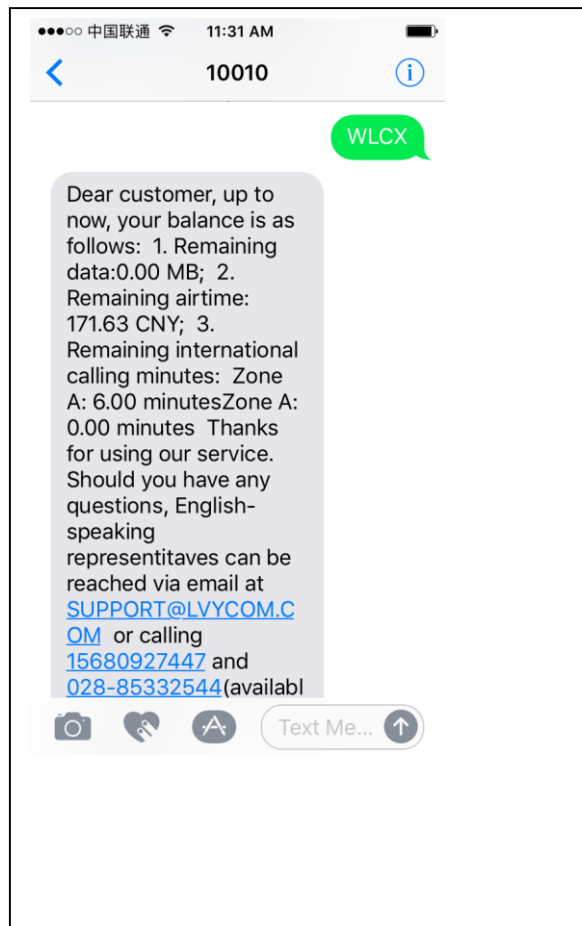 中国联通 11:31 AM
10010
WLCX
Dear customer, up to
now, your balance is as
follows:  1. Remaining
data:0.00 MB;  2.
Remaining airtime:
171.63 CNY;  3.
Remaining international
calling minutes:  Zone
A: 6.00 minutesZone A:
0.00 minutes  Thanks
for using our service.
Should you have any
questions, English-
speaking
representitaves can be
reached via email at
SUPPORT@LVYCOM.C
OM  or calling
15680927447 and
028-85332544(availabl
Text Me...